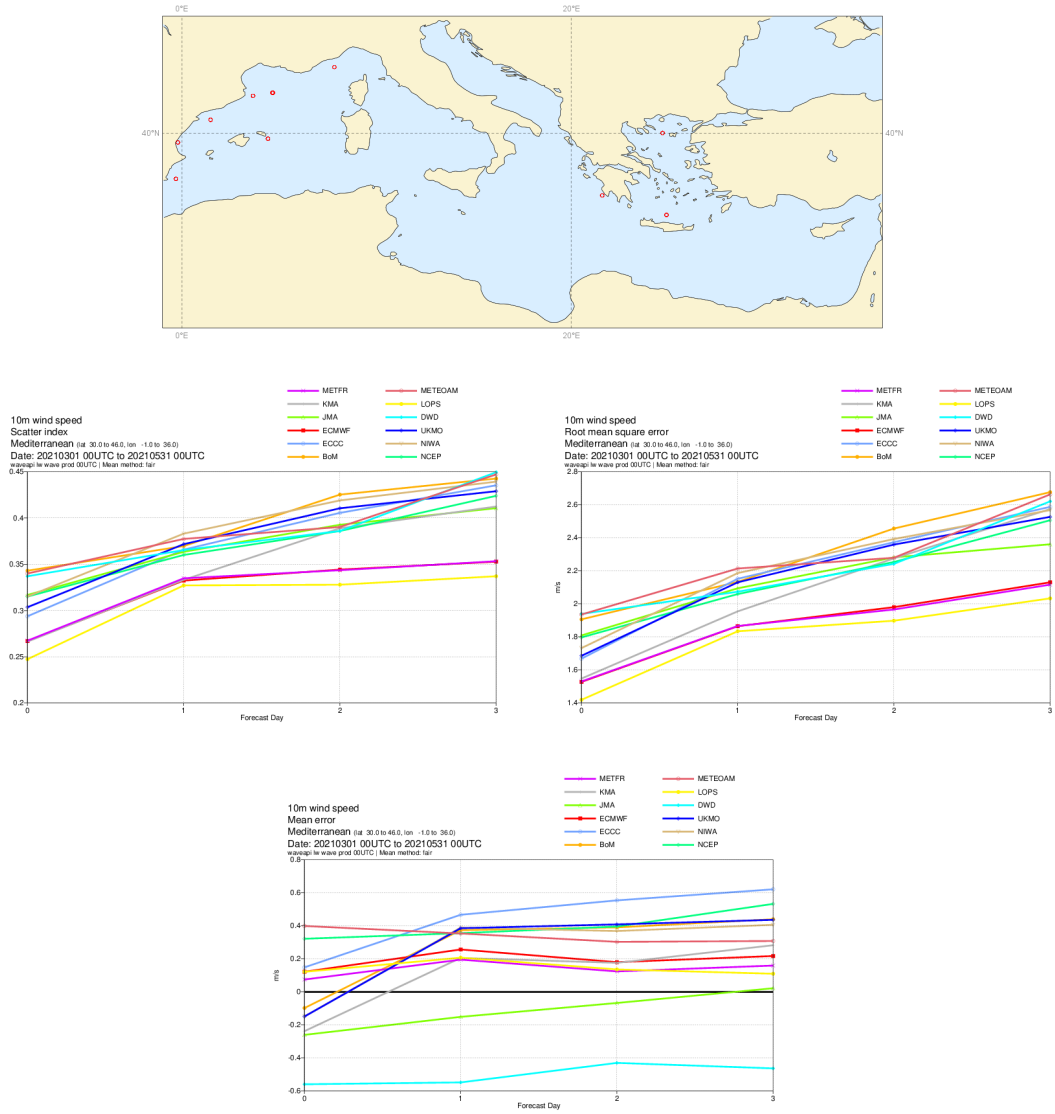 0°E 20°E
40°N 40°N
0°E 20°E
METFR METEOAM
KMA LOPS
JMA DWD
ECMWF UKMO
ECCC NIWA
BoM NCEP
10m wind speed
Scatter index
Mediterranean (lat 30.0 to 46.0, lon -1.0 to 36.0)
Date: 20210301 00UTC to 20210531 00UTC
waveapi lw wave prod 00UTC | Mean method: fair
0.45
0.4
0.35
0.3
0.25
0.2
0 1 2 3
Forecast Day
METFR METEOAM
KMA LOPS
JMA DWD
ECMWF UKMO
ECCC NIWA
BoM NCEP
10m wind speed
Root mean square error
Mediterranean (lat 30.0 to 46.0, lon -1.0 to 36.0)
Date: 20210301 00UTC to 20210531 00UTC
waveapi lw wave prod 00UTC | Mean method: fair
2.8
2.6
2.4
2.2
2
1.8
1.6
1.4
m/s
0 1 2 3
Forecast Day
METFR METEOAM
KMA LOPS
JMA DWD
ECMWF UKMO
ECCC NIWA
BoM NCEP
10m wind speed
Mean error
Mediterranean (lat 30.0 to 46.0, lon -1.0 to 36.0)
Date: 20210301 00UTC to 20210531 00UTC
waveapi lw wave prod 00UTC | Mean method: fair
0.8
0.6
0.4
0.2
0
-0.2
-0.4
-0.6
m/s
0 1 2 3
Forecast Day